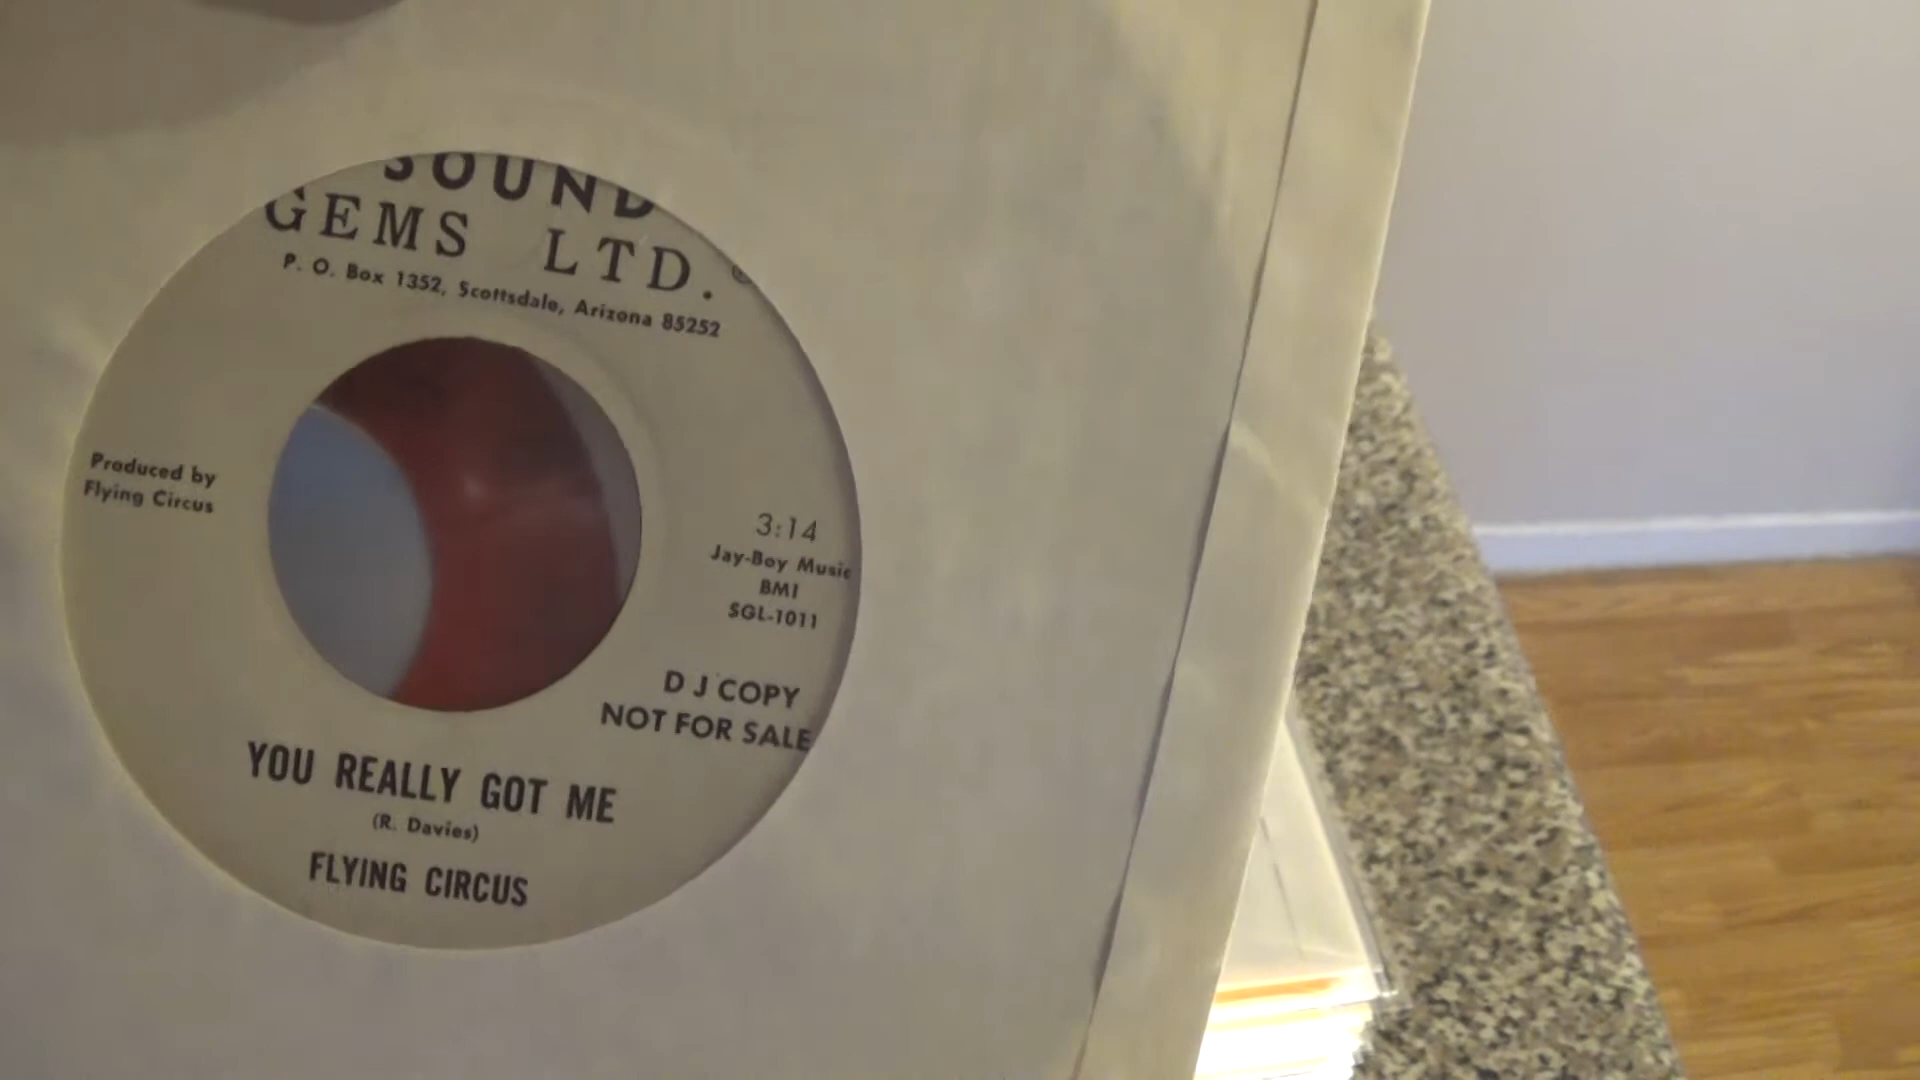 SOUND
GEMS LTD.
P. O. Box 1352, Scottsdale, Arizona 85252
Produced by
Flying Circus
3:14
Jay-Boy Music
BMI
SGL-1011
D J COPY
NOT FOR SALE
YOU REALLY GOT ME
(R. Davies)
FLYING CIRCUS